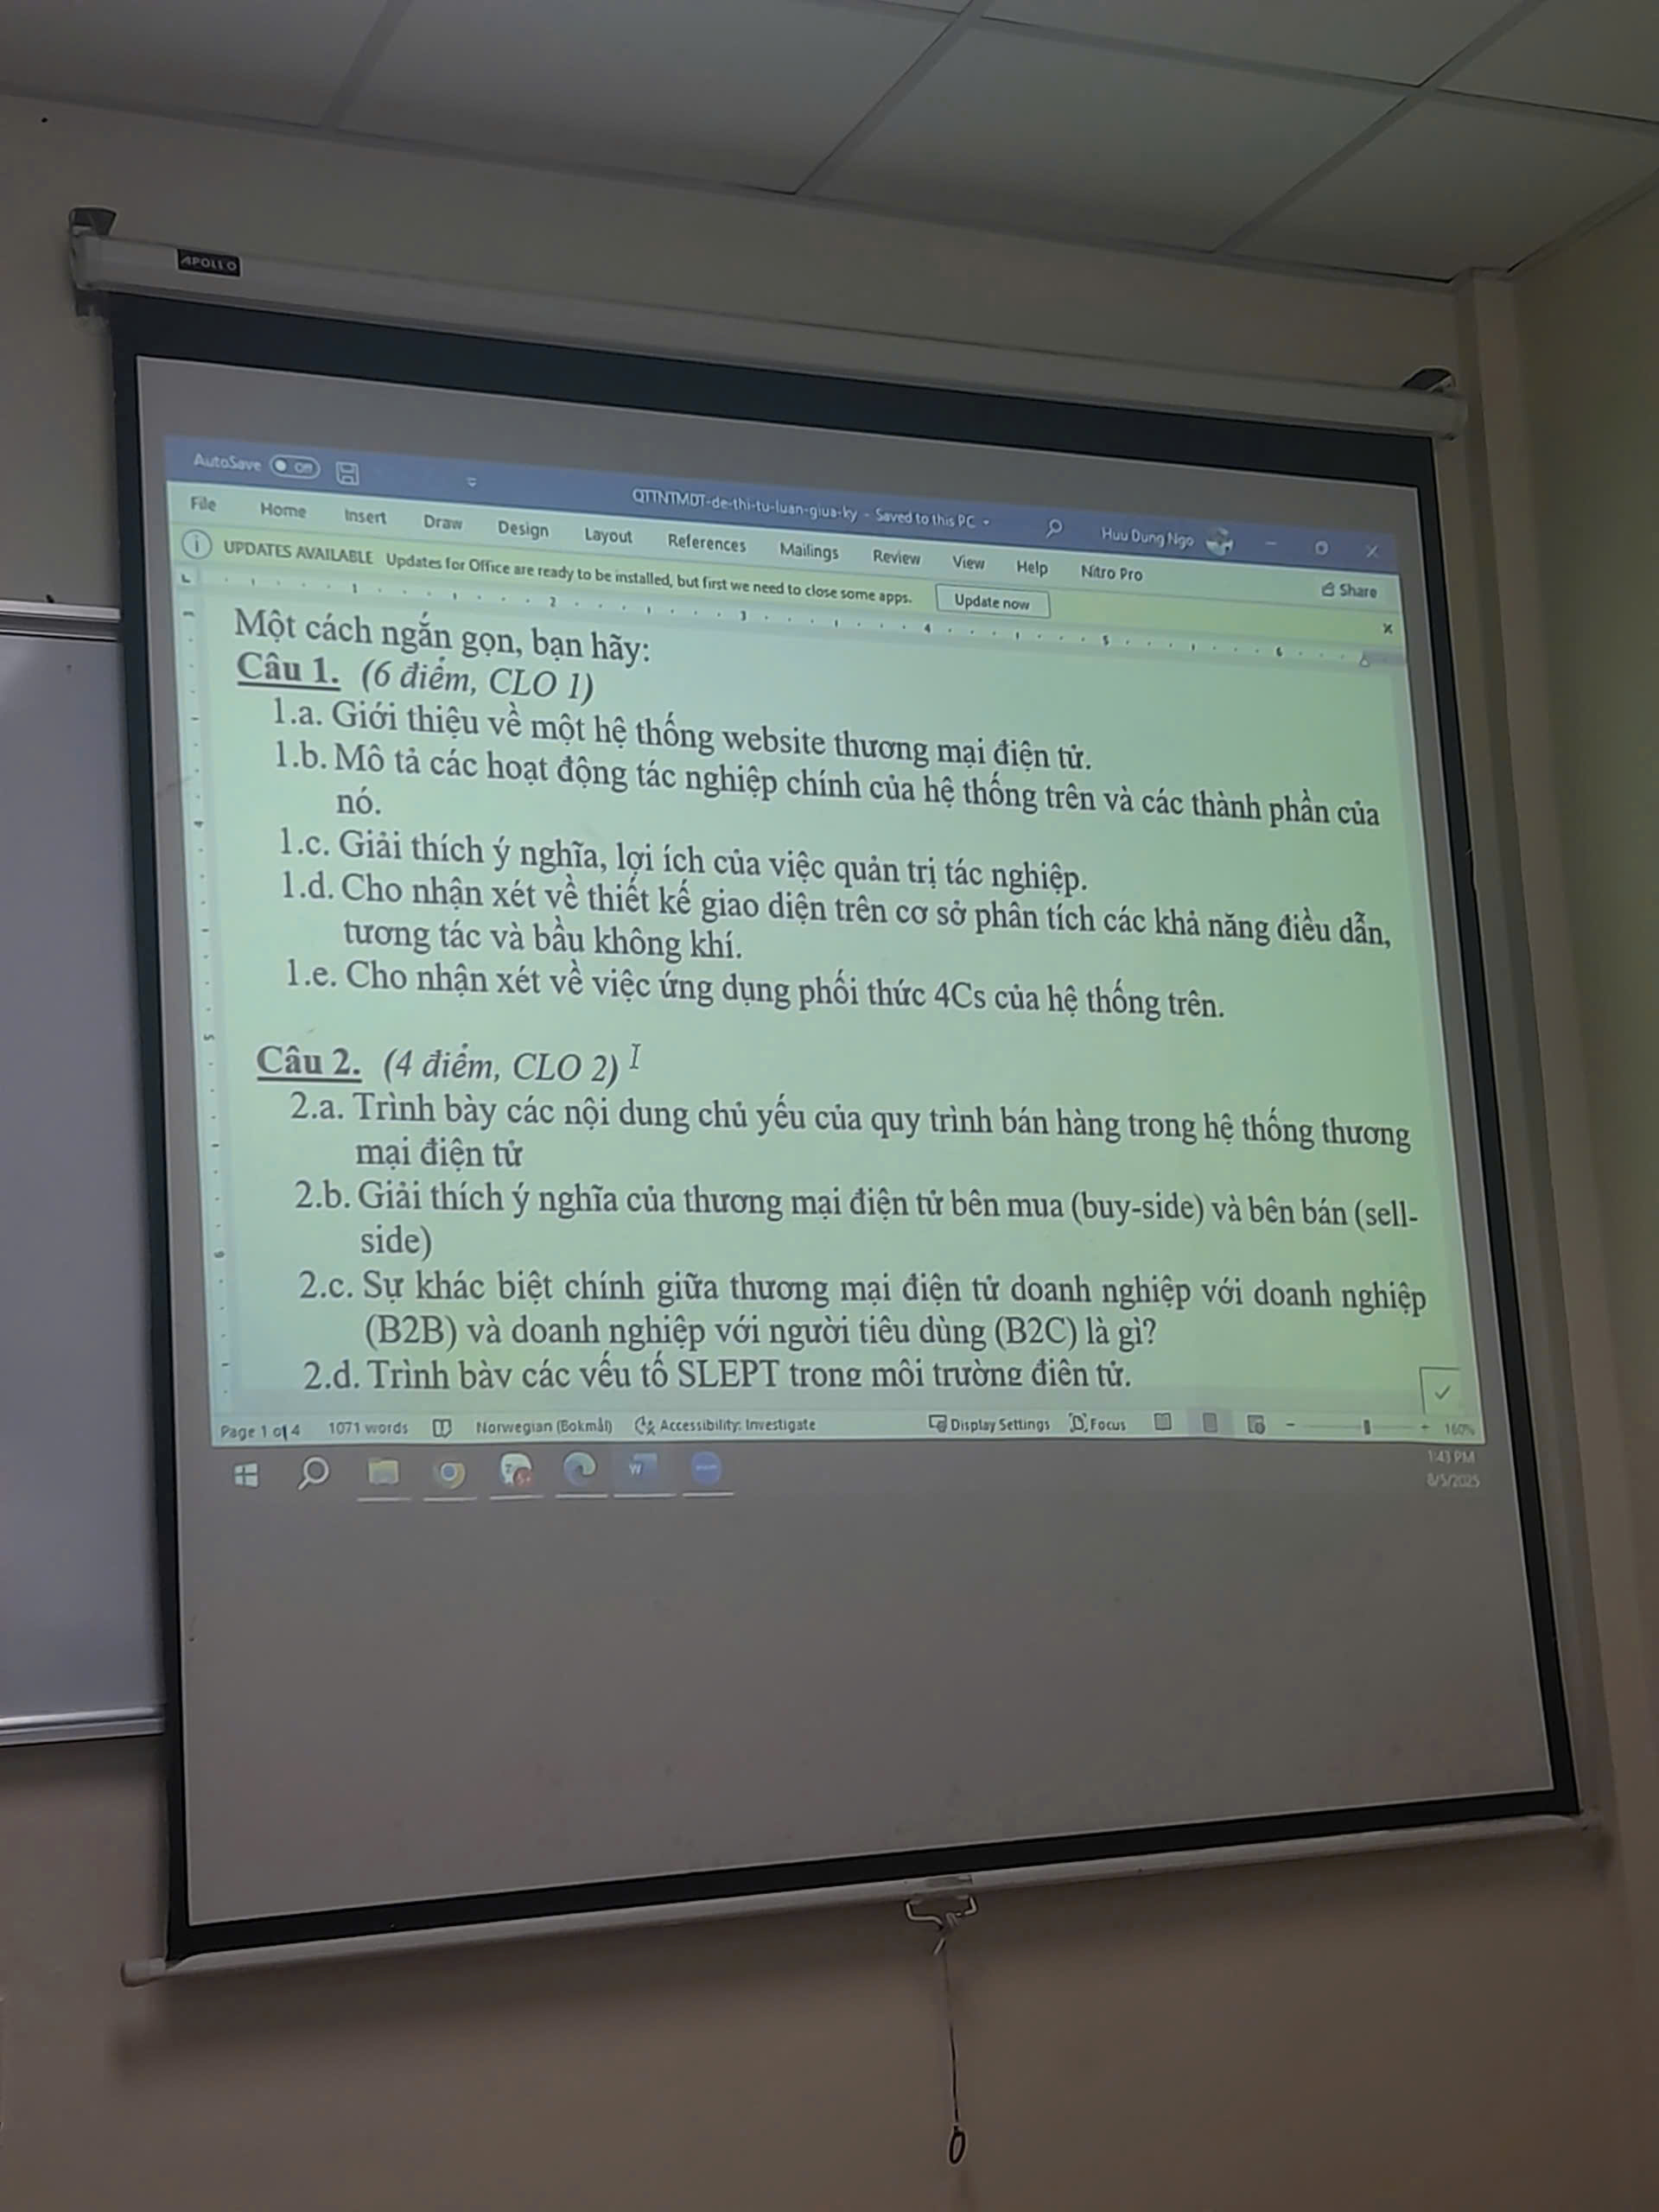 APOLLO
AutoSave Off QTTNTMDT-de-thi-tu-luan-giua-ky - Saved to this PC Huu Dung Ngo
File Home Insert Draw Design Layout References Mailings Review View Help Nitro Pro Share
UPDATES AVAILABLE Updates for Office are ready to be installed, but first we need to close some apps. Update now
1 2 3 4 5 6
Một cách ngắn gọn, bạn hãy:
Câu 1. (6 điểm, CLO 1)
1.a. Giới thiệu về một hệ thống website thương mại điện tử.
1.b. Mô tả các hoạt động tác nghiệp chính của hệ thống trên và các thành phần của
nó.
1.c. Giải thích ý nghĩa, lợi ích của việc quản trị tác nghiệp.
1.d. Cho nhận xét về thiết kế giao diện trên cơ sở phân tích các khả năng điều dẫn,
tương tác và bầu không khí.
1.e. Cho nhận xét về việc ứng dụng phối thức 4Cs của hệ thống trên.
Câu 2. (4 điểm, CLO 2)
2.a. Trình bày các nội dung chủ yếu của quy trình bán hàng trong hệ thống thương
mại điện tử
2.b. Giải thích ý nghĩa của thương mại điện tử bên mua (buy-side) và bên bán (sell-
side)
2.c. Sự khác biệt chính giữa thương mại điện tử doanh nghiệp với doanh nghiệp
(B2B) và doanh nghiệp với người tiêu dùng (B2C) là gì?
2.d. Trình bày các yếu tố SLEPT trong môi trường điện tử.
Page 1 of 4 1071 words Norwegian (Bokmål) Accessibility: Investigate Display Settings Focus 160%
1:43 PM
8/5/2025